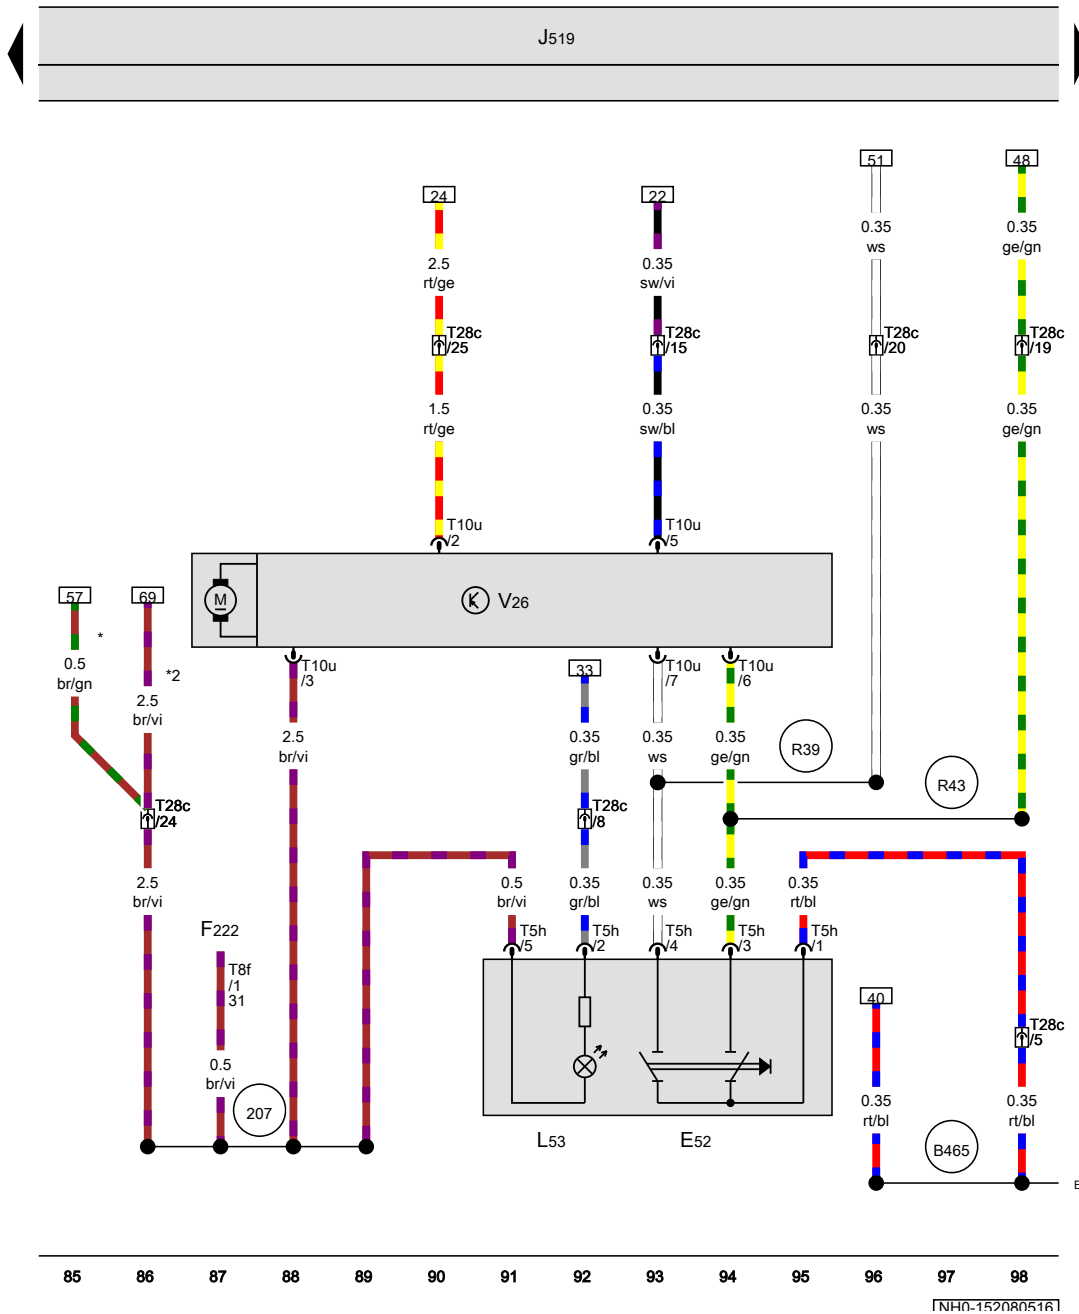 J519
51
48
24
22
0.35
ws
0.35
ge/gn
2.5
rt/ge
0.35
sw/vi
T28c
/25
T28c
/15
T28c
/20
T28c
/19
1.5
rt/ge
0.35
sw/bl
0.35
ws
0.35
ge/gn
T10u
/2
T10u
/5
M
V26
57
69
*
*2
0.5
br/gn
2.5
br/vi
T10u
/3
33
T10u
/7
T10u
/6
2.5
br/vi
0.35
gr/bl
0.35
ws
0.35
ge/gn
R39
R43
T28c
/24
T28c
/8
2.5
br/vi
0.5
br/vi
0.35
gr/bl
0.35
ws
0.35
ge/gn
0.35
rt/bl
F222
T8f
/1
31
T5h
/5
T5h
/2
T5h
/4
T5h
/3
T5h
/1
40
T28c
/5
0.5
br/vi
207
0.35
rt/bl
0.35
rt/bl
L53
E52
B465
85 86 87 88 89 90 91 92 93 94 95 96 97 98
NH0-152080516